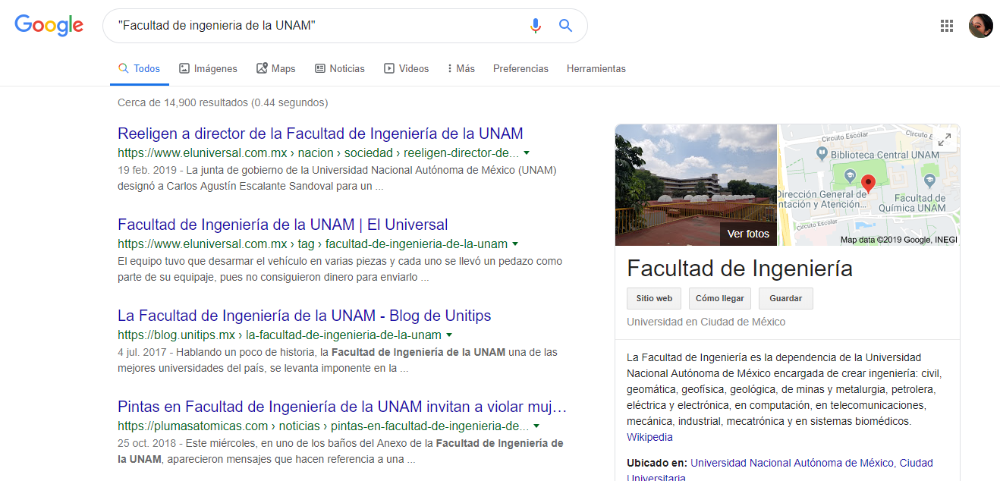 Google
"Facultad de ingenieria de la UNAM"
Todos Imágenes Maps Noticias Videos Más Preferencias Herramientas
Cerca de 14,900 resultados (0.44 segundos)
Reeligen a director de la Facultad de Ingeniería de la UNAM
https://www.eluniversal.com.mx › nacion › sociedad › reeligen-director-de...
19 feb. 2019 - La junta de gobierno de la Universidad Nacional Autónoma de México (UNAM)
designó a Carlos Agustín Escalante Sandoval para un ...
Facultad de Ingeniería de la UNAM | El Universal
https://www.eluniversal.com.mx › tag › facultad-de-ingenieria-de-la-unam
El equipo tuvo que desarmar el vehículo en varias piezas y cada uno se llevó un pedazo como
parte de su equipaje, pues no consiguieron dinero para enviarlo ...
La Facultad de Ingeniería de la UNAM - Blog de Unitips
https://blog.unitips.mx › la-facultad-de-ingenieria-de-la-unam
4 jul. 2017 - Hablando un poco de historia, la Facultad de Ingeniería de la UNAM una de las
mejores universidades del país, se levanta imponente en la ...
Pintas en Facultad de Ingeniería de la UNAM invitan a violar muj...
https://plumasatomicas.com › noticias › pintas-en-facultad-de-ingenieria-de...
25 oct. 2018 - Este miércoles, en uno de los baños del Anexo de la Facultad de Ingeniería de
la UNAM, aparecieron mensajes que hacen referencia a una ...
Ver fotos
Circuito Escolar
Circuito Esco
Biblioteca Central UNAM
Dirección General de
ntación y Atención...
Facultad de
Química UNAM
Circuito Escolar
Map data ©2019 Google, INEGI
Facultad de Ingeniería
Sitio web Cómo llegar Guardar
Universidad en Ciudad de México
La Facultad de Ingeniería es la dependencia de la Universidad
Nacional Autónoma de México encargada de crear ingeniería: civil,
geomática, geofísica, geológica, de minas y metalurgia, petrolera,
eléctrica y electrónica, en computación, en telecomunicaciones,
mecánica, industrial, mecatrónica y en sistemas biomédicos.
Wikipedia
Ubicado en: Universidad Nacional Autónoma de México, Ciudad
Universitaria